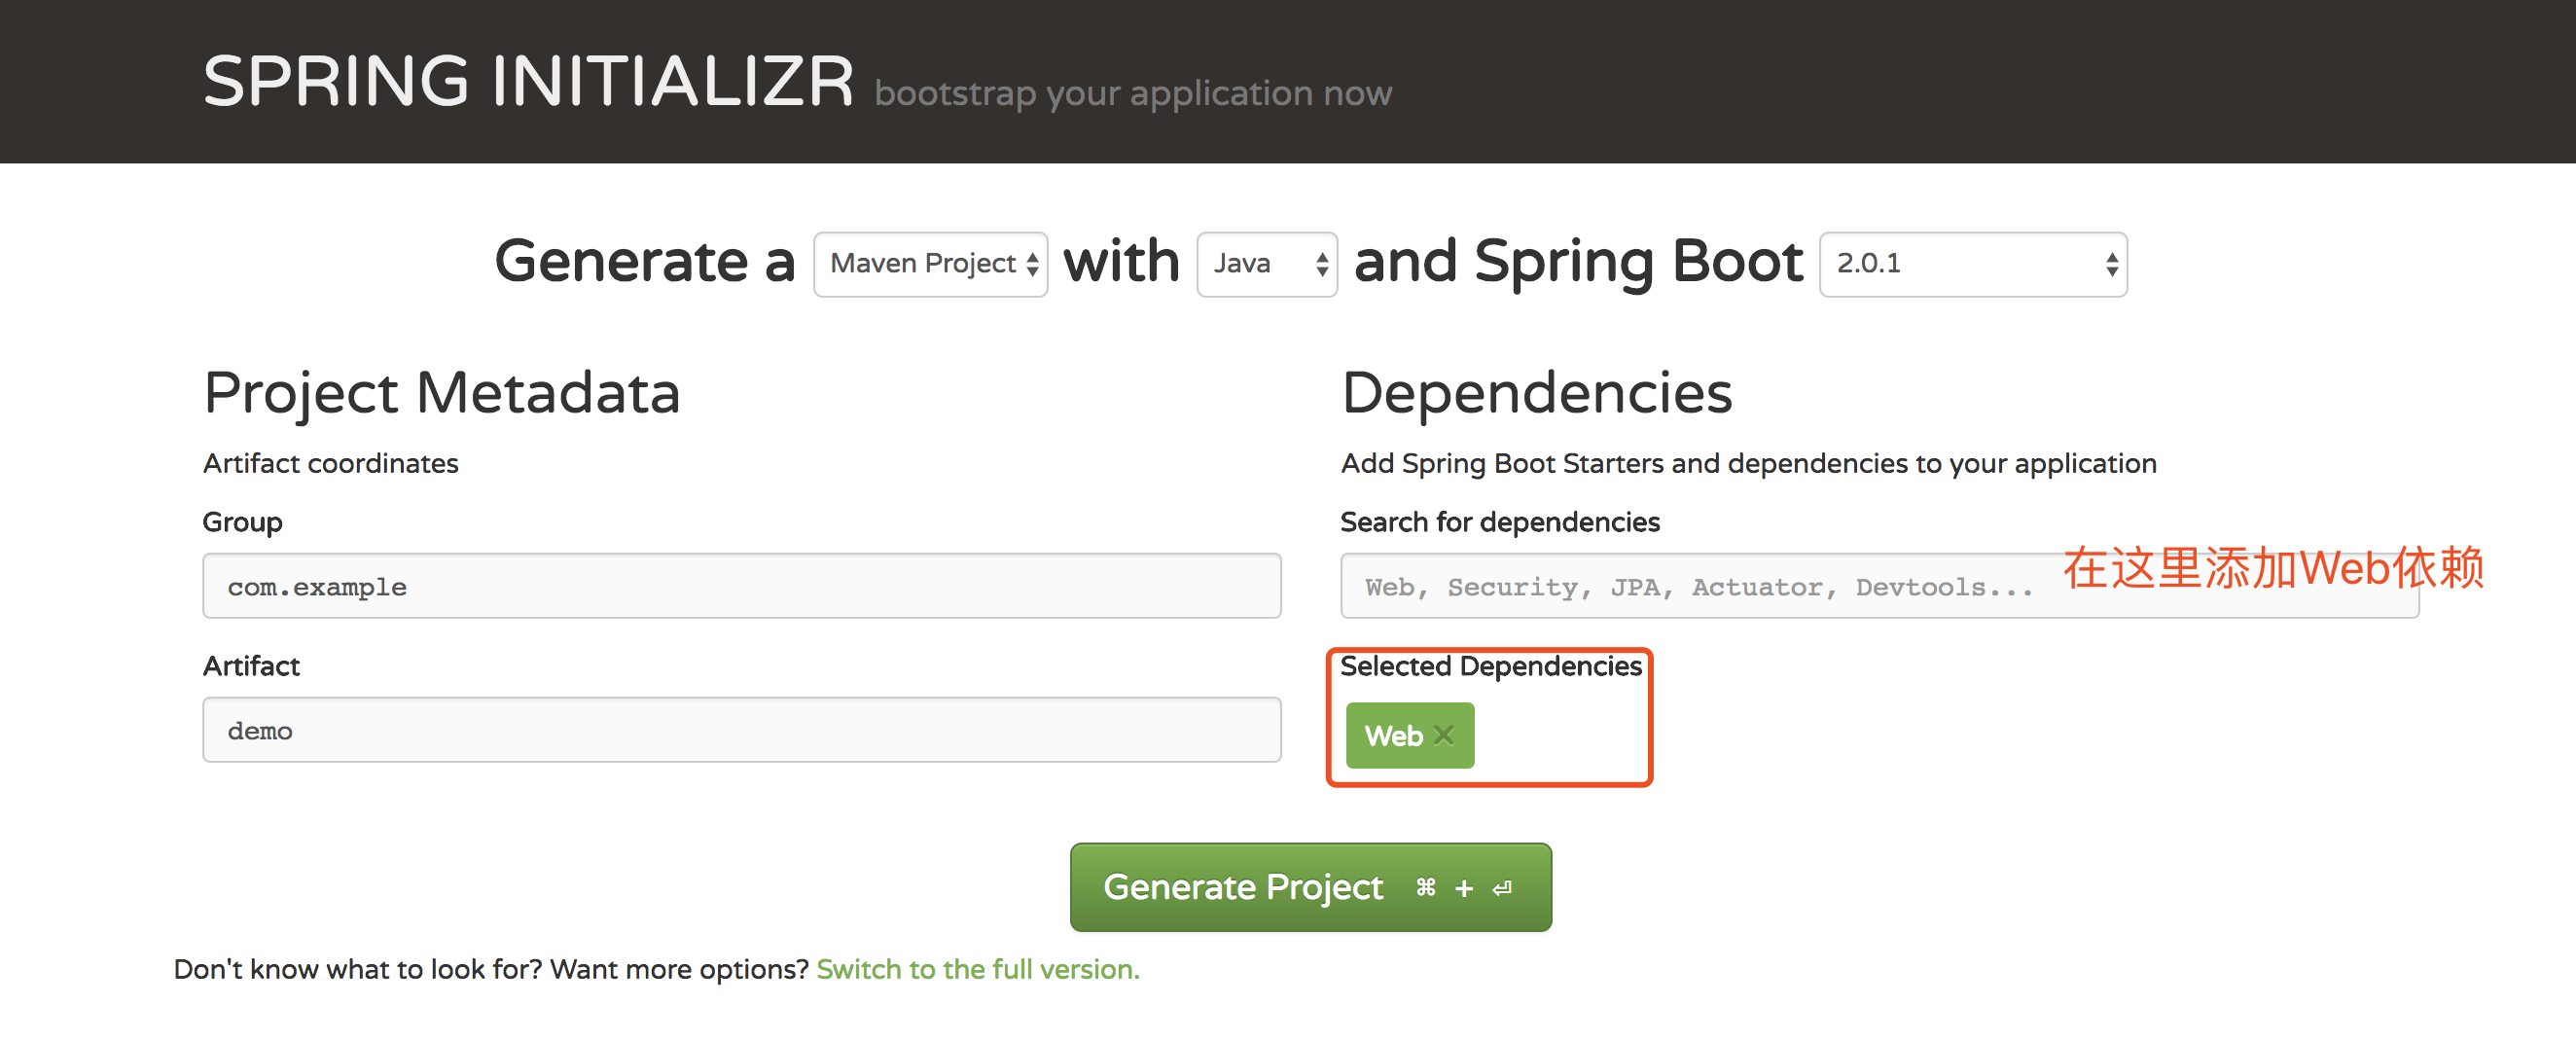 SPRING INITIALIZR bootstrap your application now
Generate a Maven Project with Java and Spring Boot 2.0.1
Project Metadata
Artifact coordinates
Group
com.example
Artifact
demo
Dependencies
Add Spring Boot Starters and dependencies to your application
Search for dependencies
Web, Security, JPA, Actuator, Devtools...
在这里添加Web依赖
Selected Dependencies
Web ×
Generate Project ⌘ + ⏎
Don't know what to look for? Want more options? Switch to the full version.